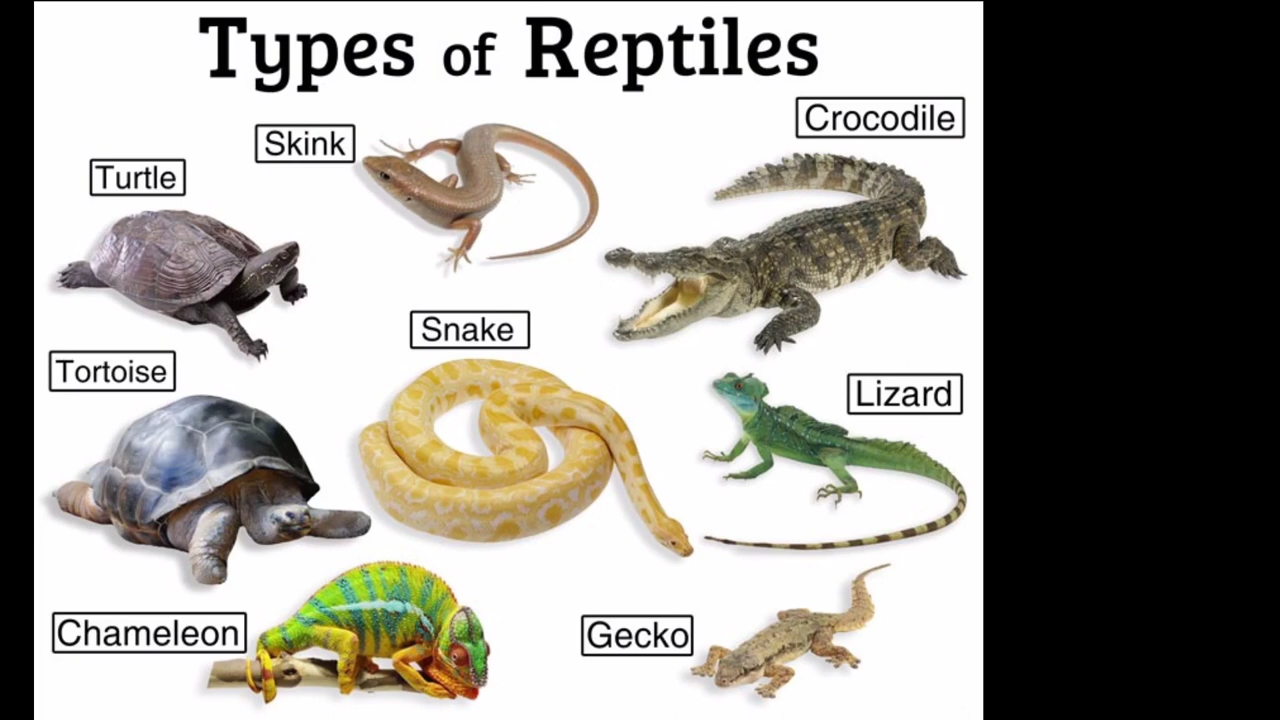 Types of Reptiles
Crocodile
Skink
Turtle
Snake
Tortoise
Lizard
Chameleon
Gecko